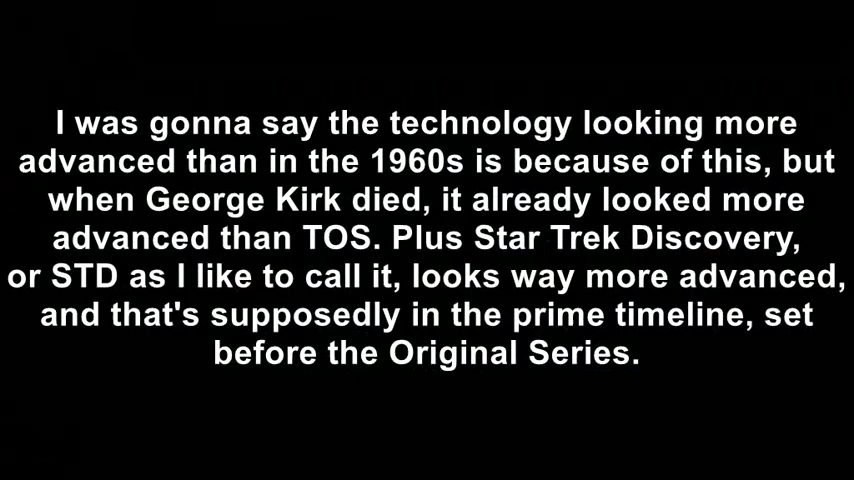 I was gonna say the technology looking more
advanced than in the 1960s is because of this, but
when George Kirk died, it already looked more
advanced than TOS. Plus Star Trek Discovery,
or STD as I like to call it, looks way more advanced,
and that's supposedly in the prime timeline, set
before the Original Series.